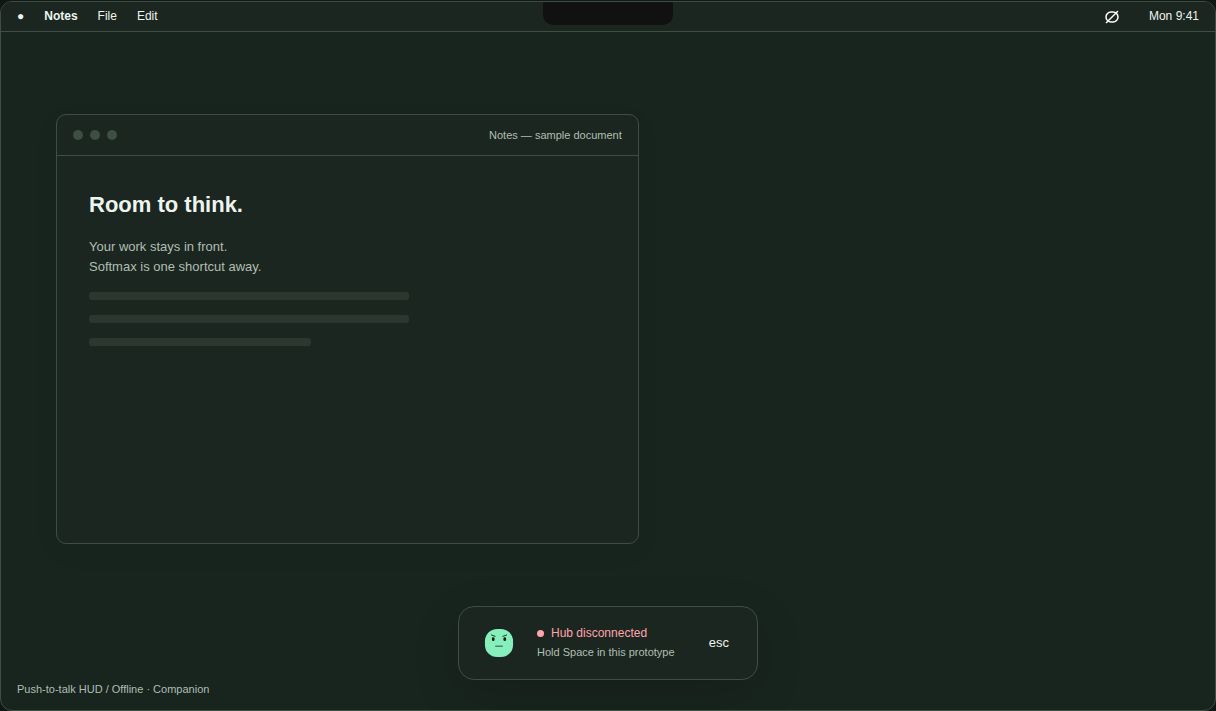 Notes File Edit Mon 9:41
Notes — sample document
Room to think.
Your work stays in front.
Softmax is one shortcut away.
Hub disconnected
Hold Space in this prototype
esc
Push-to-talk HUD / Offline · Companion